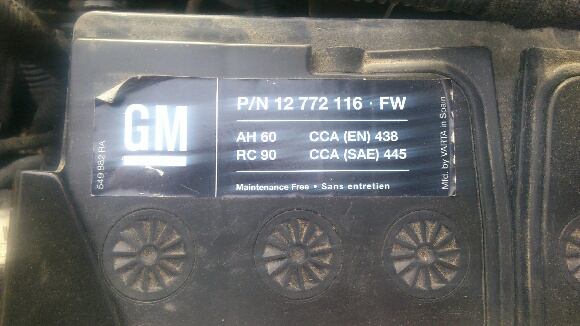 GM
P/N 12 772 116 · FW
AH 60 CCA (EN) 438
RC 90 CCA (SAE) 445
Maintenance Free • Sans entretien
549 882 RA
Mfd. by VARTA in Spain